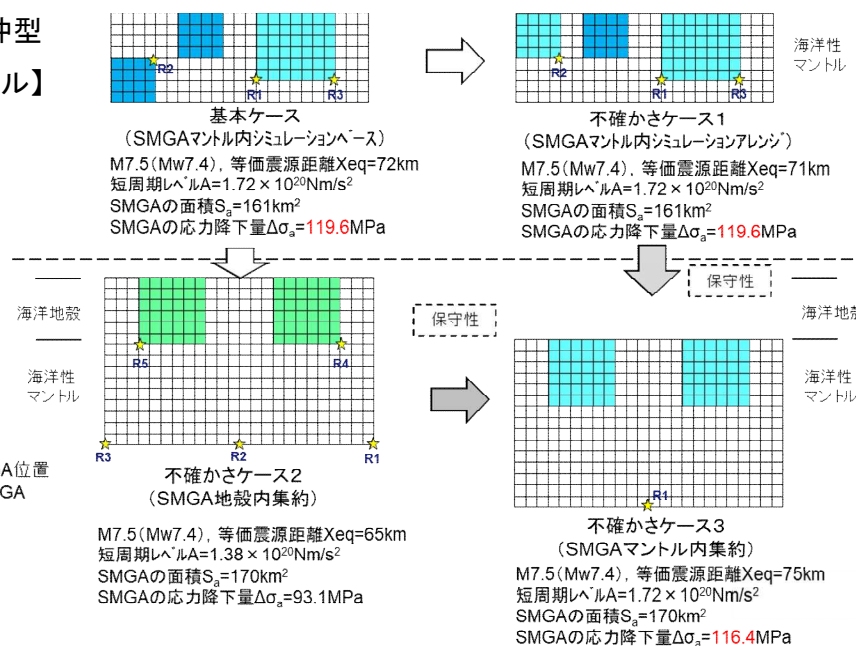 沖型
ル】
R2
R1
R3
基本ケース
(SMGAマントル内シミュレーションベース)
M7.5(Mw7.4), 等価震源距離Xeq=72km
短周期レベルA=1.72×10²⁰Nm/s²
SMGAの面積Sₐ=161km²
SMGAの応力降下量Δσₐ=119.6MPa
R2
R1
R3
海洋性
マントル
不確かさケース1
(SMGAマントル内シミュレーションアレンジ)
M7.5(Mw7.4), 等価震源距離Xeq=71km
短周期レベルA=1.72×10²⁰Nm/s²
SMGAの面積Sₐ=161km²
SMGAの応力降下量Δσₐ=119.6MPa
保守性
海洋地殻
海洋性
マントル
R5
R4
R3
R2
R1
A位置
GA
不確かさケース2
(SMGA地殻内集約)
M7.5(Mw7.4), 等価震源距離Xeq=65km
短周期レベルA=1.38×10²⁰Nm/s²
SMGAの面積Sₐ=170km²
SMGAの応力降下量Δσₐ=93.1MPa
保守性
海洋地殻
海洋性
マントル
R1
不確かさケース3
(SMGAマントル内集約)
M7.5(Mw7.4), 等価震源距離Xeq=75km
短周期レベルA=1.72×10²⁰Nm/s²
SMGAの面積Sₐ=170km²
SMGAの応力降下量Δσₐ=116.4MPa